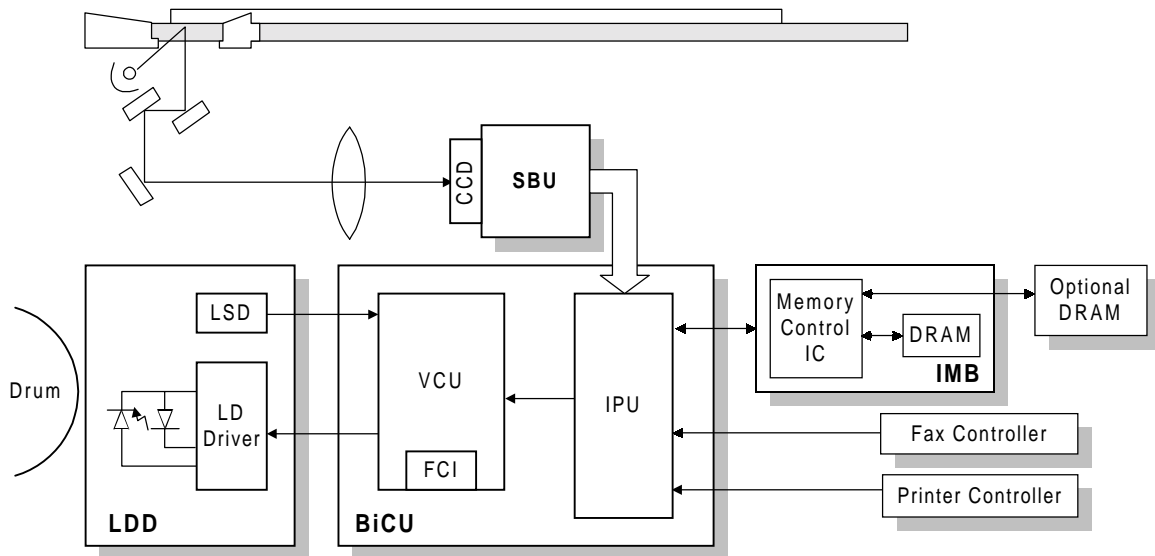 CCD
SBU
LSD
Memory
Control
IC
DRAM
IMB
Optional
DRAM
Drum
LD
Driver
VCU
FCI
IPU
Fax Controller
Printer Controller
LDD
BiCU